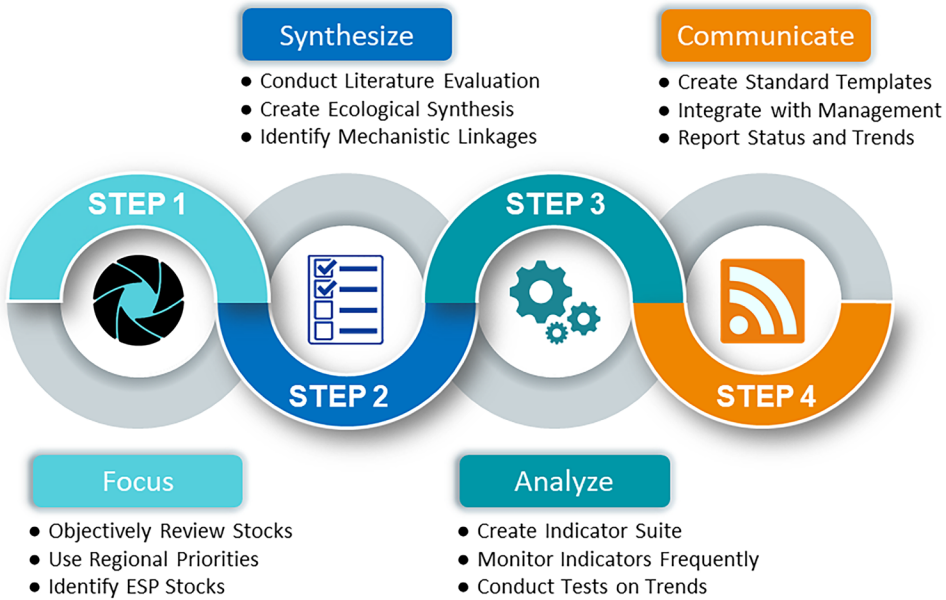 Synthesize
• Conduct Literature Evaluation
• Create Ecological Synthesis
• Identify Mechanistic Linkages
Communicate
• Create Standard Templates
• Integrate with Management
• Report Status and Trends
STEP 1
STEP 2
STEP 3
STEP 4
Focus
• Objectively Review Stocks
• Use Regional Priorities
• Identify ESP Stocks
Analyze
• Create Indicator Suite
• Monitor Indicators Frequently
• Conduct Tests on Trends